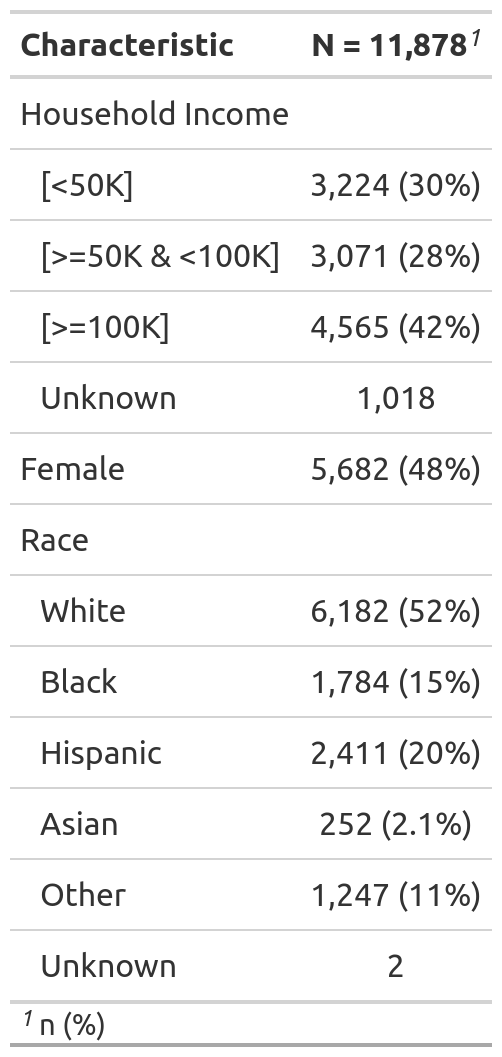 Characteristic N = 11,878¹
Household Income
[<50K] 3,224 (30%)
[>=50K & <100K] 3,071 (28%)
[>=100K] 4,565 (42%)
Unknown 1,018
Female 5,682 (48%)
Race
White 6,182 (52%)
Black 1,784 (15%)
Hispanic 2,411 (20%)
Asian 252 (2.1%)
Other 1,247 (11%)
Unknown 2
¹ n (%)